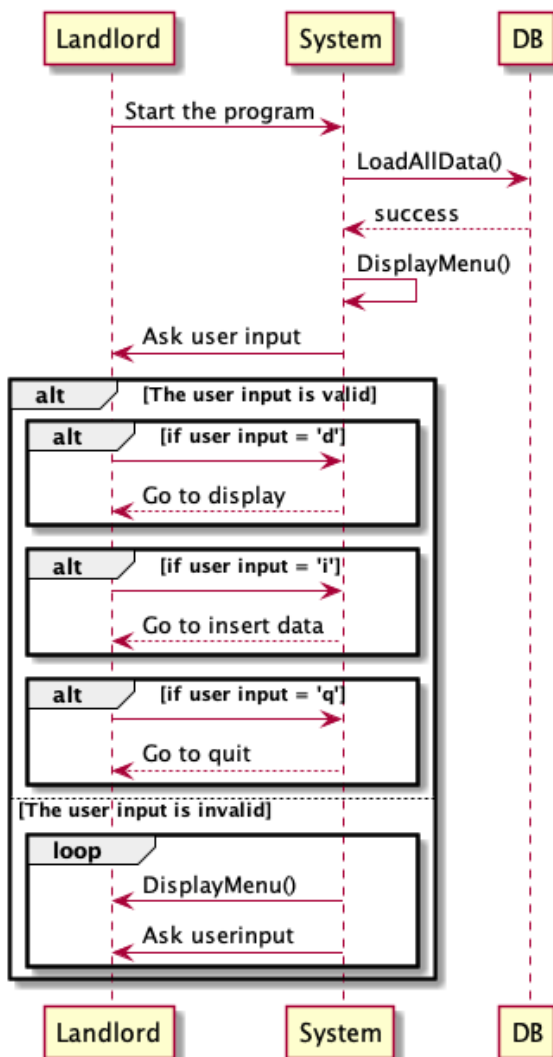 Landlord System DB
Start the program
LoadAllData()
success
DisplayMenu()
Ask user input
alt [The user input is valid]
alt [if user input = 'd']
Go to display
alt [if user input = 'i']
Go to insert data
alt [if user input = 'q']
Go to quit
[The user input is invalid]
loop
DisplayMenu()
Ask userinput
Landlord System DB